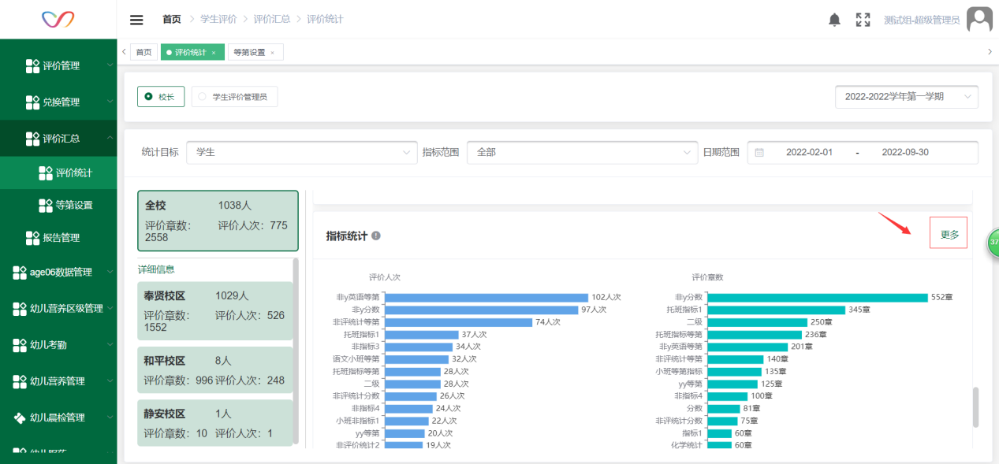 首页 > 学生评价 > 评价汇总 > 评价统计
测试组-超级管理员
首页
评价统计 ×
等第设置 ×
评价管理
兑换管理
评价汇总
评价统计
等第设置
报告管理
age06数据管理
幼儿营养区级管理
幼儿考勤
幼儿营养管理
幼儿晨检管理
校长
学生评价管理员
2022-2022学年第一学期
统计目标
学生
指标范围
全部
日期范围
2022-02-01 - 2022-09-30
全校 1038人
评价章数: 评价人次: 775
2558
详细信息
奉贤校区 1029人
评价章数: 评价人次: 526
1552
和平校区 8人
评价章数: 996 评价人次: 248
静安校区 1人
评价章数: 10 评价人次: 1
指标统计
更多
37
评价人次
非y英语等第 102人次
非y分数 97人次
非评统计等第 74人次
托班指标1 37人次
非指标3 34人次
语文小班等第 32人次
托班指标等第 28人次
二级 28人次
非评统计分数 26人次
非指标4 24人次
小班非指标1 22人次
yy等第 20人次
非评价统计2 19人次
评价章数
非y分数 552章
托班指标1 345章
二级 250章
托班指标等第 236章
非y英语等第 201章
非评统计等第 140章
小班等第指标 135章
yy等第 125章
非指标4 100章
分数 81章
非评统计分数 75章
指标1 60章
化学统计 60章